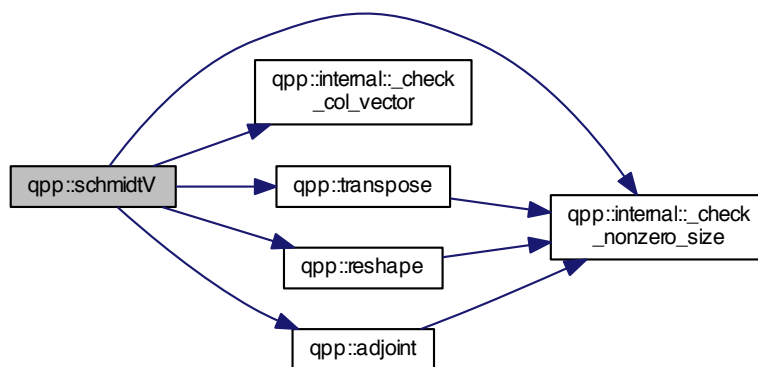 qpp::internal::_check
_col_vector
qpp::schmidtV
qpp::transpose
qpp::internal::_check
_nonzero_size
qpp::reshape
qpp::adjoint